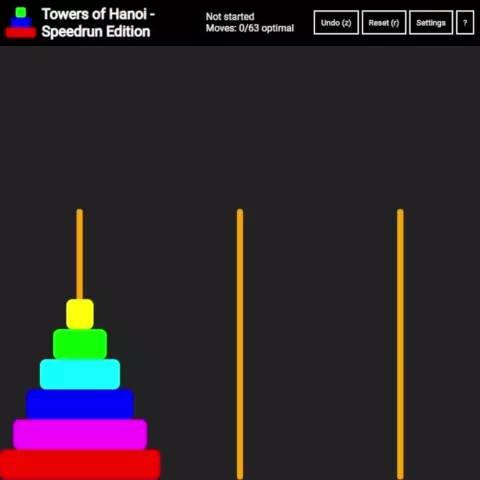 Towers of Hanoi -
Speedrun Edition
Not started
Moves: 0/63 optimal
Undo (z)
Reset (r)
Settings
?